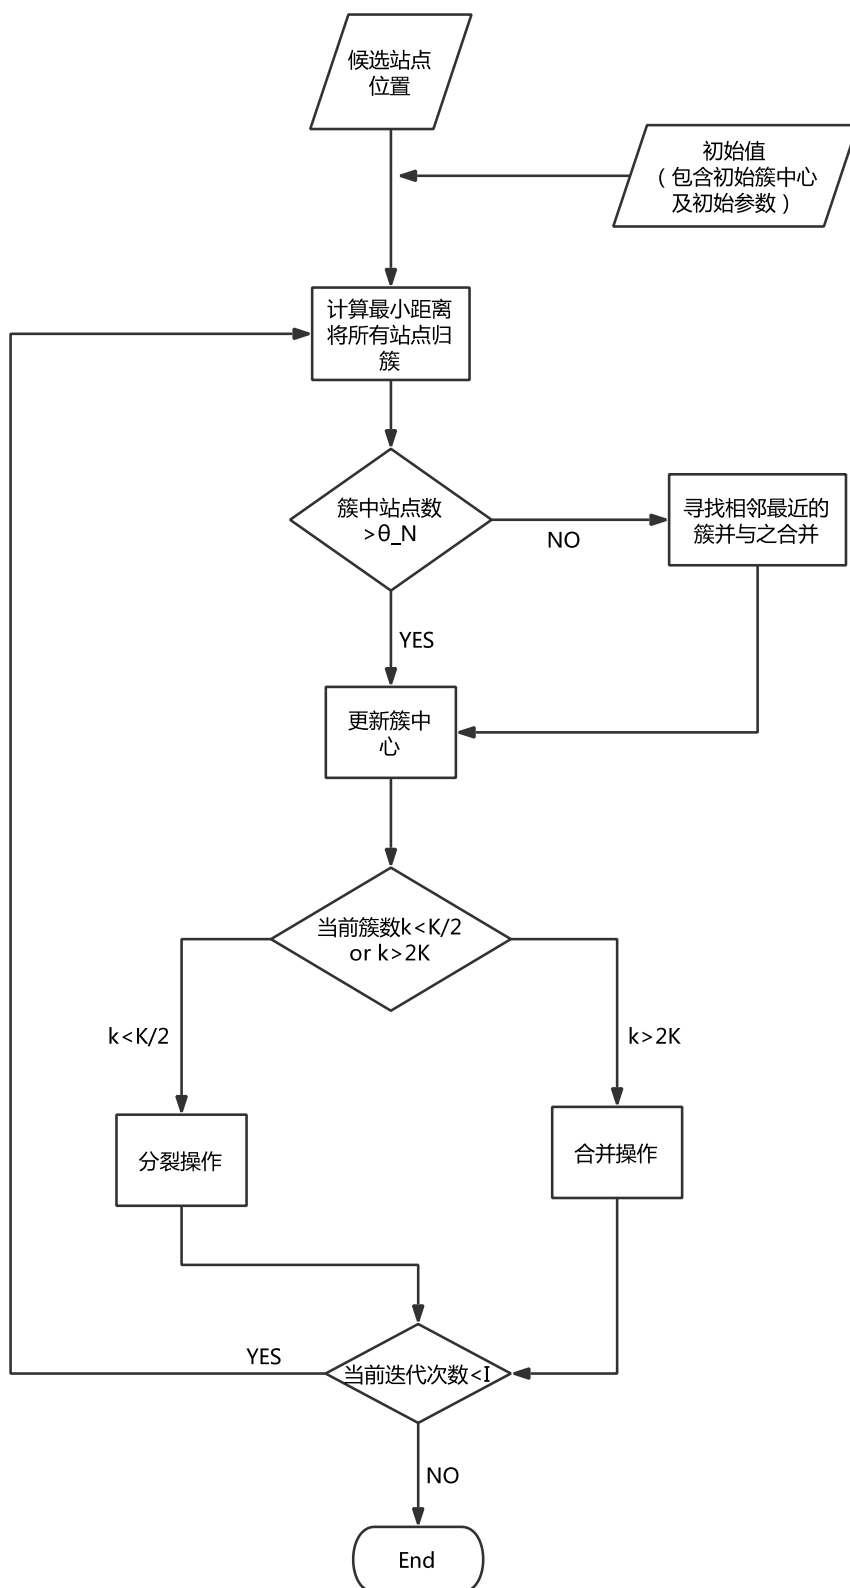 候选站点
位置
初始值
（包含初始簇中心
及初始参数）
计算最小距离
将所有站点归
簇
簇中站点数
>θ_N
NO
寻找相邻最近的
簇并与之合并
YES
更新簇中
心
当前簇数k<K/2
or k>2K
k<K/2
k>2K
分裂操作
合并操作
YES
当前迭代次数<I
NO
End